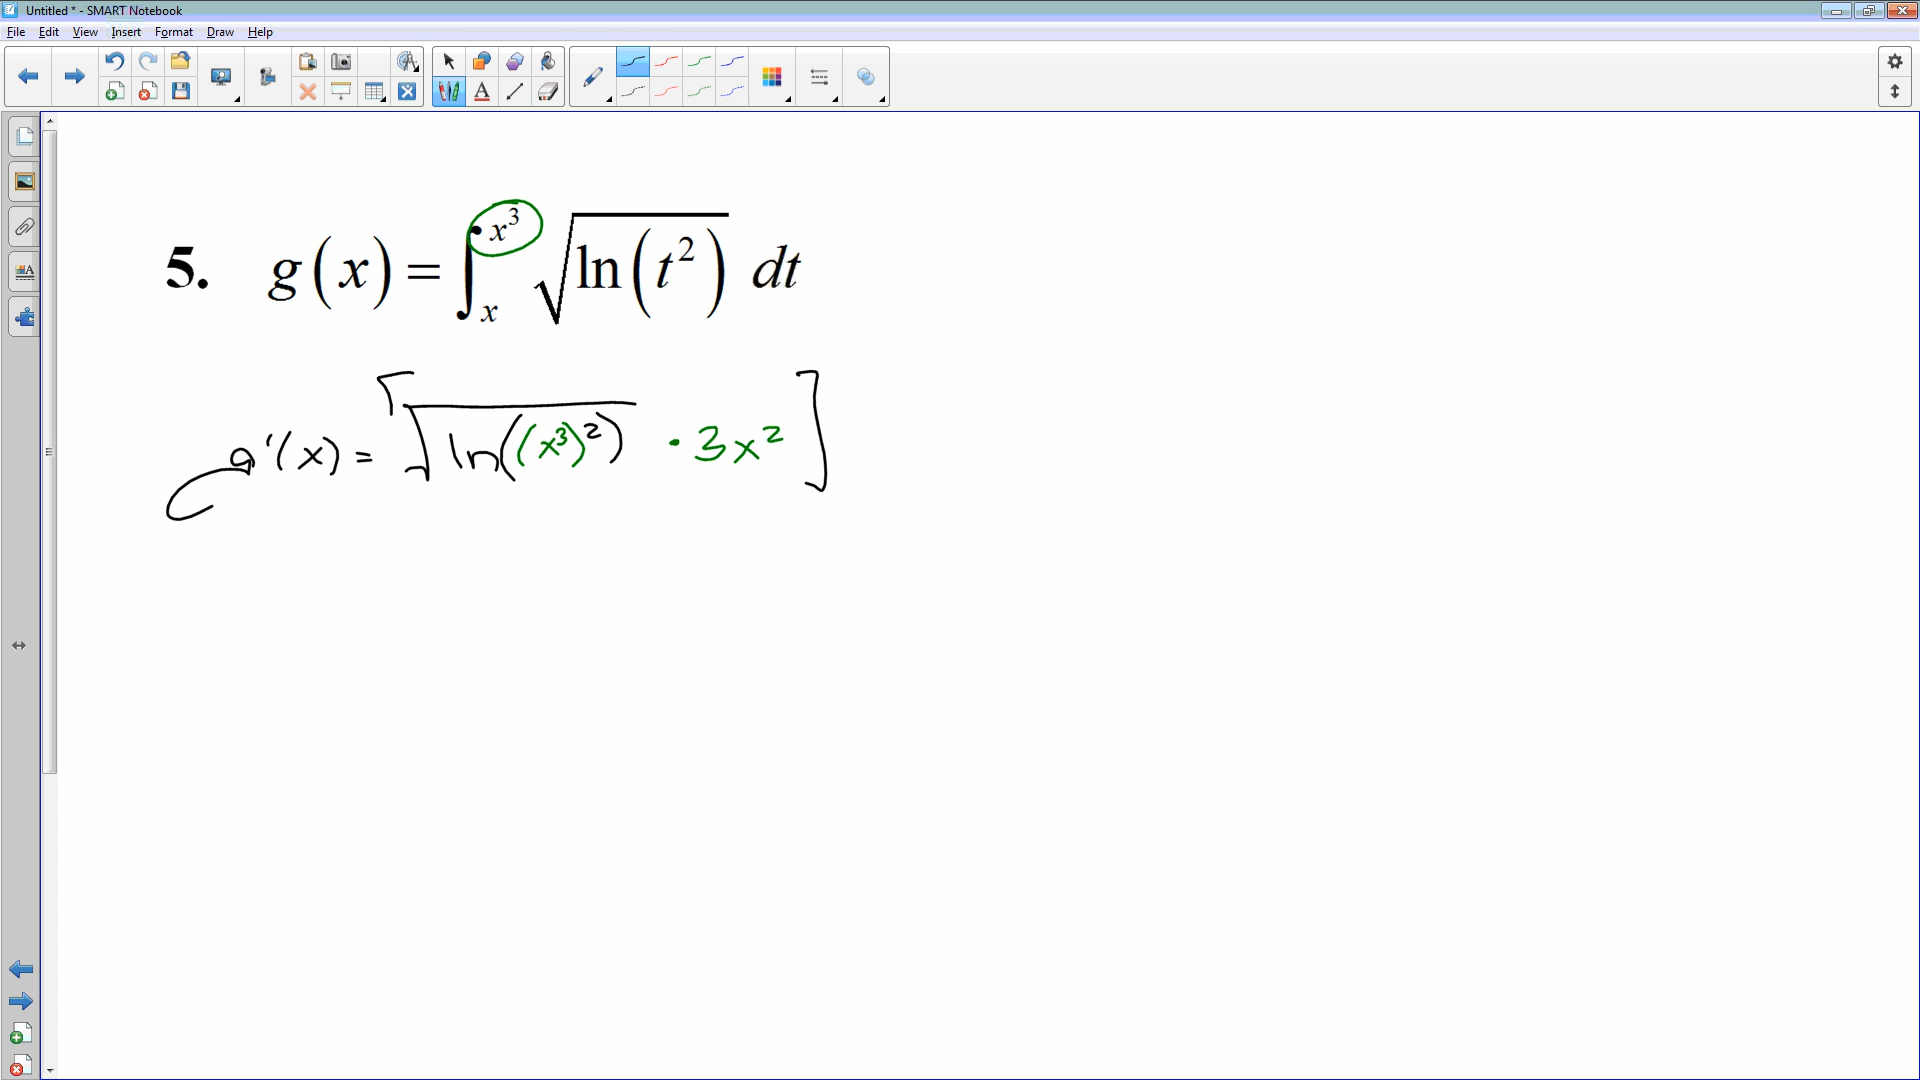 Untitled * - SMART Notebook
File Edit View Insert Format Draw Help
5. g(x) = ∫ₓ^(x³) √(ln(t²)) dt
g'(x) = [√(ln((x³)²)) · 3x²]